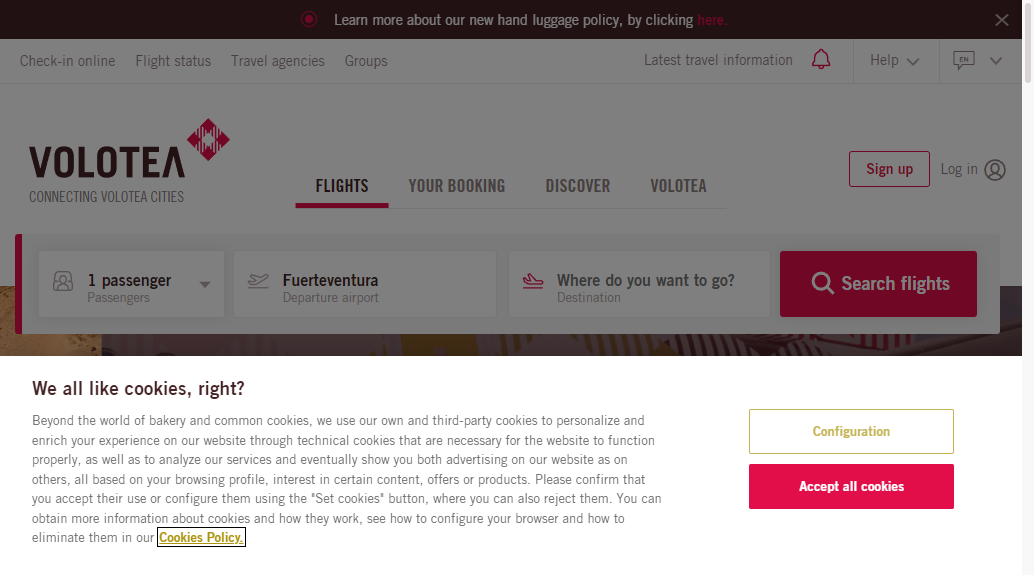 Learn more about our new hand luggage policy, by clicking here.
Check-in online Flight status Travel agencies Groups Latest travel information Help EN
VOLOTEA
CONNECTING VOLOTEA CITIES
FLIGHTS YOUR BOOKING DISCOVER VOLOTEA
Sign up Log in
1 passenger
Passengers
Fuerteventura
Departure airport
Where do you want to go?
Destination
Search flights
We all like cookies, right?
Beyond the world of bakery and common cookies, we use our own and third-party cookies to personalize and
enrich your experience on our website through technical cookies that are necessary for the website to function
properly, as well as to analyze our services and eventually show you both advertising on our website as on
others, all based on your browsing profile, interest in certain content, offers or products. Please confirm that
you accept their use or configure them using the "Set cookies" button, where you can also reject them. You can
obtain more information about cookies and how they work, see how to configure your browser and how to
eliminate them in our Cookies Policy.
Configuration
Accept all cookies